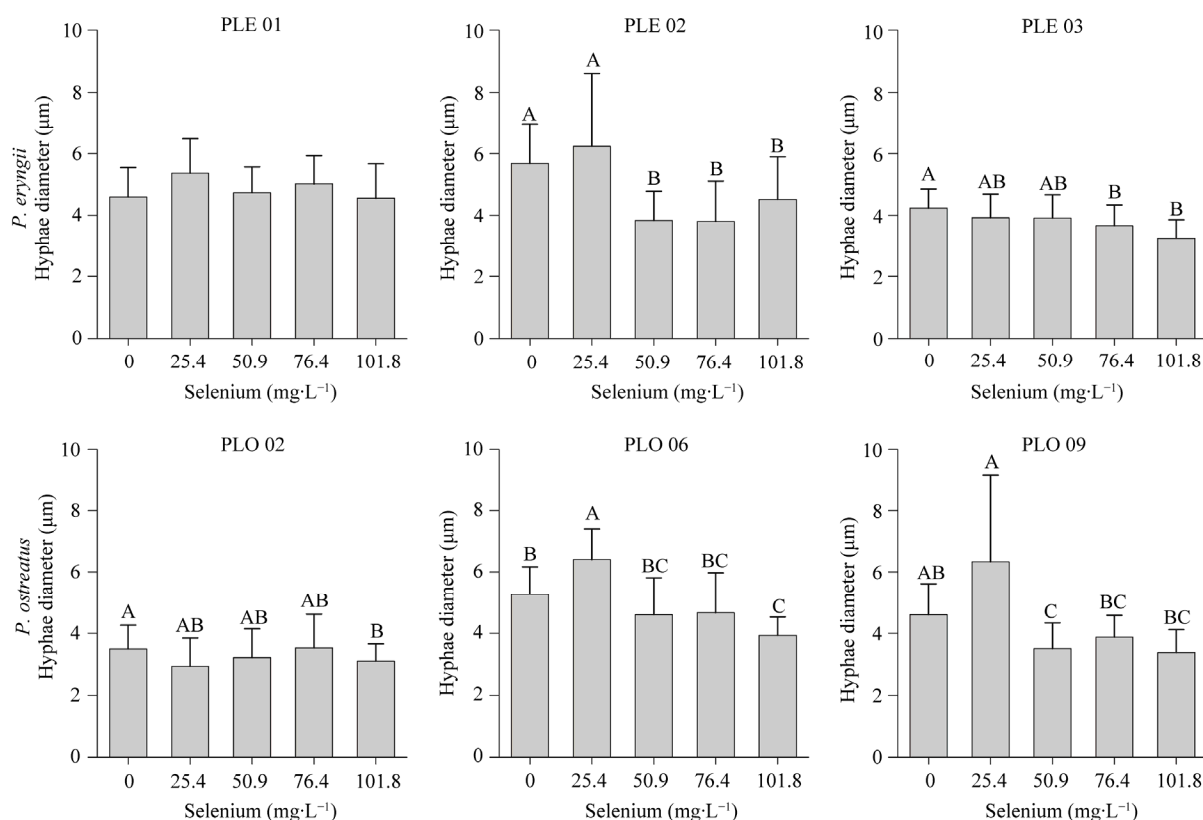 PLE 01
P. eryngii
Hyphae diameter (μm)
10
8
6
4
2
0
0 25.4 50.9 76.4 101.8
Selenium (mg·L⁻¹)
PLE 02
Hyphae diameter (μm)
10
8
6
4
2
0
A A B B B
0 25.4 50.9 76.4 101.8
Selenium (mg·L⁻¹)
PLE 03
Hyphae diameter (μm)
10
8
6
4
2
0
A AB AB B B
0 25.4 50.9 76.4 101.8
Selenium (mg·L⁻¹)
PLO 02
P. ostreatus
Hyphae diameter (μm)
10
8
6
4
2
0
A AB AB AB B
0 25.4 50.9 76.4 101.8
Selenium (mg·L⁻¹)
PLO 06
Hyphae diameter (μm)
10
8
6
4
2
0
B A BC BC C
0 25.4 50.9 76.4 101.8
Selenium (mg·L⁻¹)
PLO 09
Hyphae diameter (μm)
10
8
6
4
2
0
AB A C BC BC
0 25.4 50.9 76.4 101.8
Selenium (mg·L⁻¹)